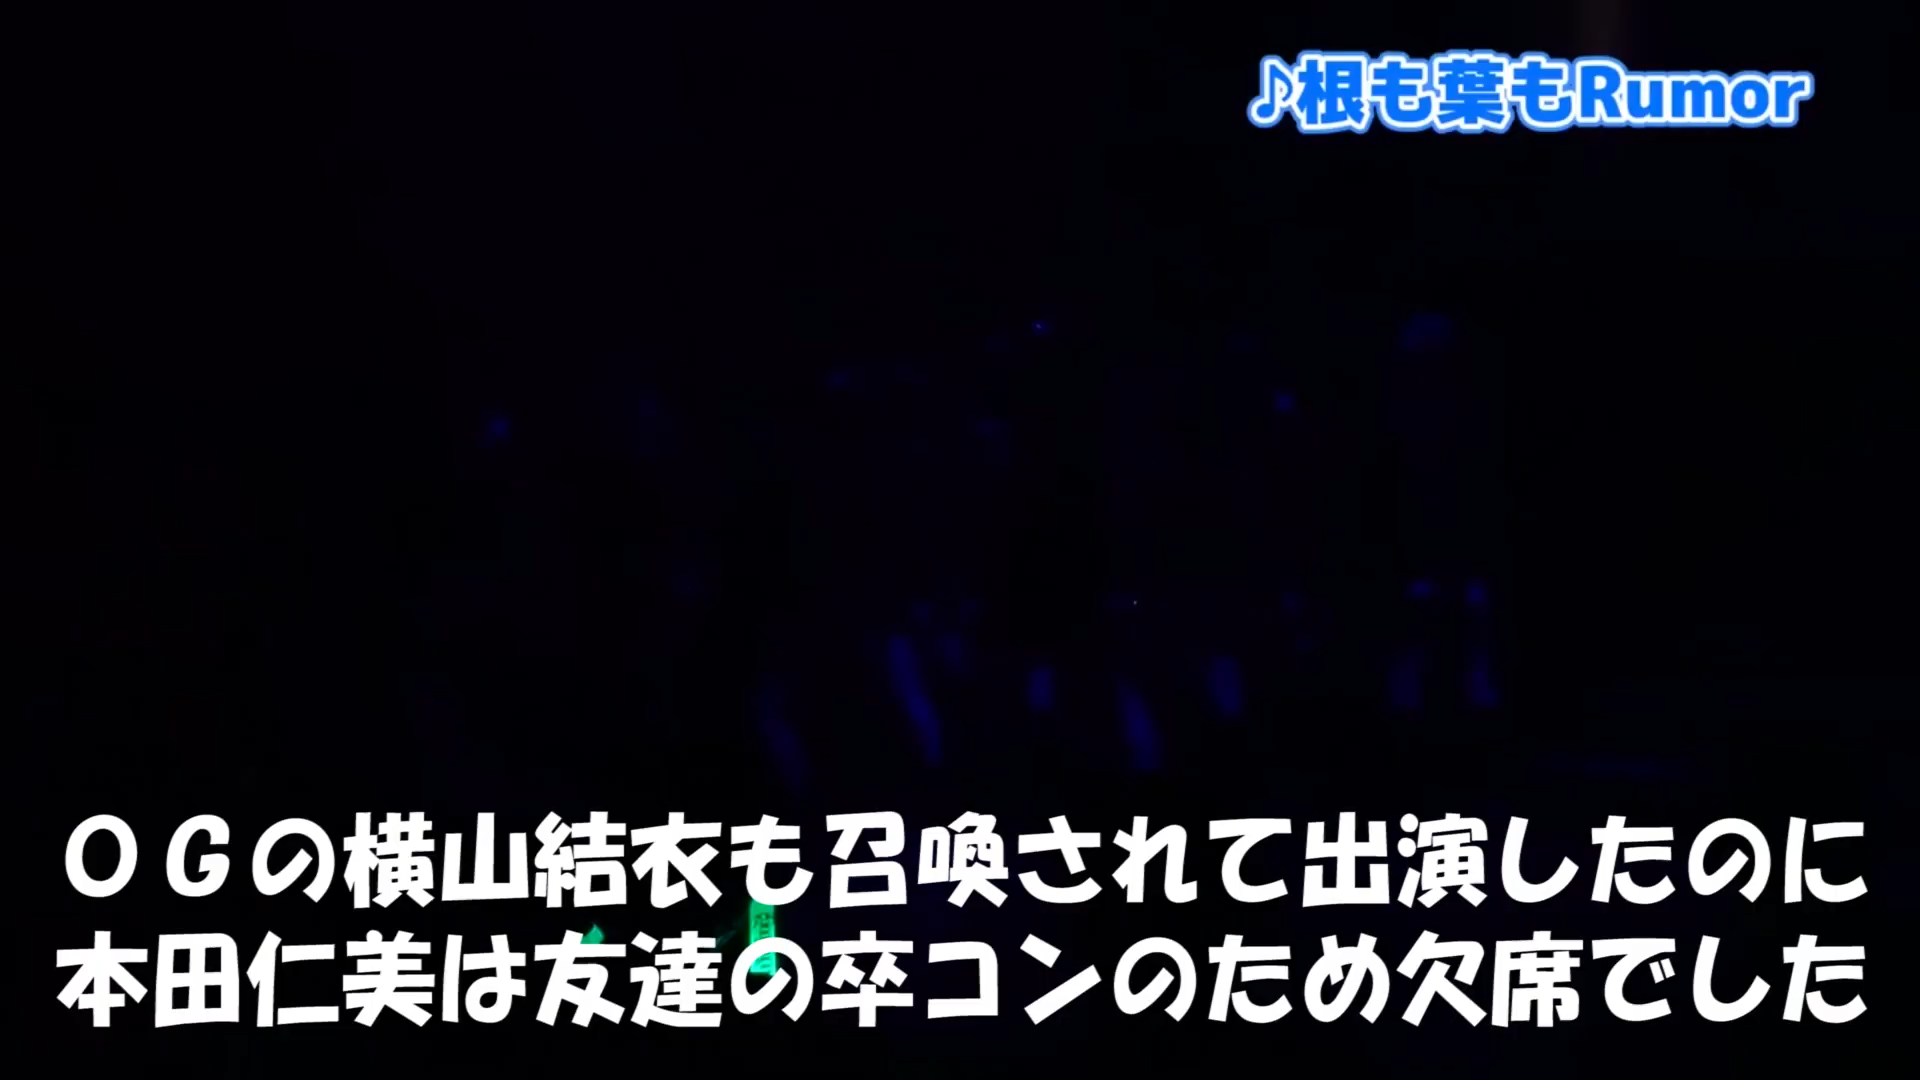 ♪根も葉もRumor
ＯＧの横山結衣も召喚されて出演したのに
本田仁美は友達の卒コンのため欠席でした